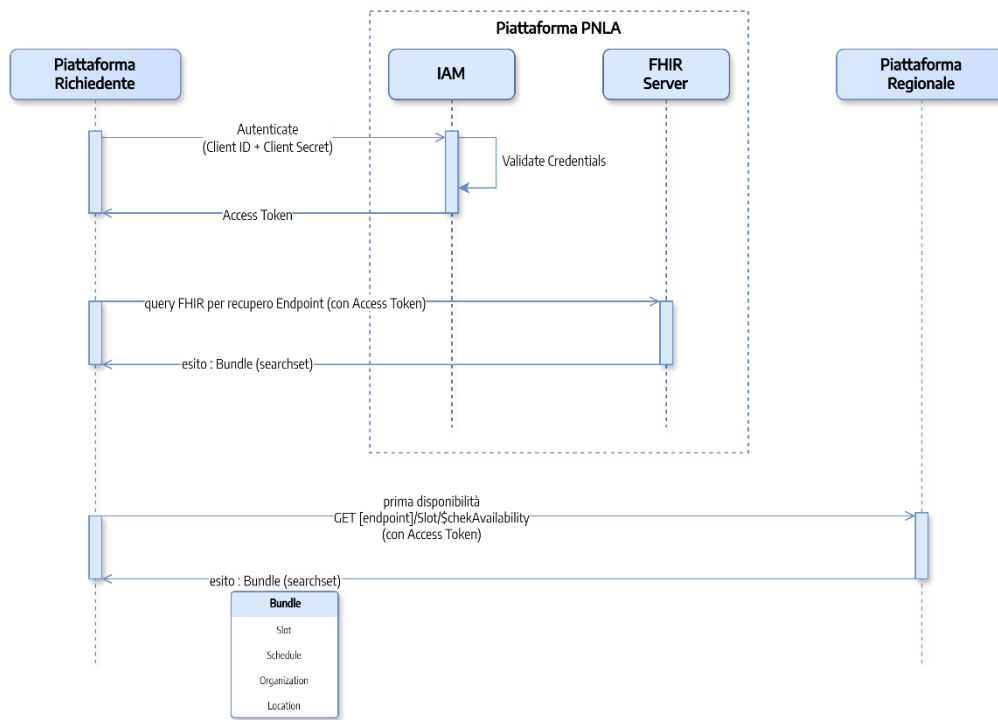 Piattaforma PNLA
Piattaforma
Richiedente
IAM
FHIR
Server
Piattaforma
Regionale
Autenticate
(Client ID + Client Secret)
Validate Credentials
Access Token
query FHIR per recupero Endpoint (con Access Token)
esito : Bundle (searchset)
prima disponibilità
GET [endpoint]/Slot/$chekAvailability
(con Access Token)
esito : Bundle (searchset)
Bundle
Slot
Schedule
Organization
Location